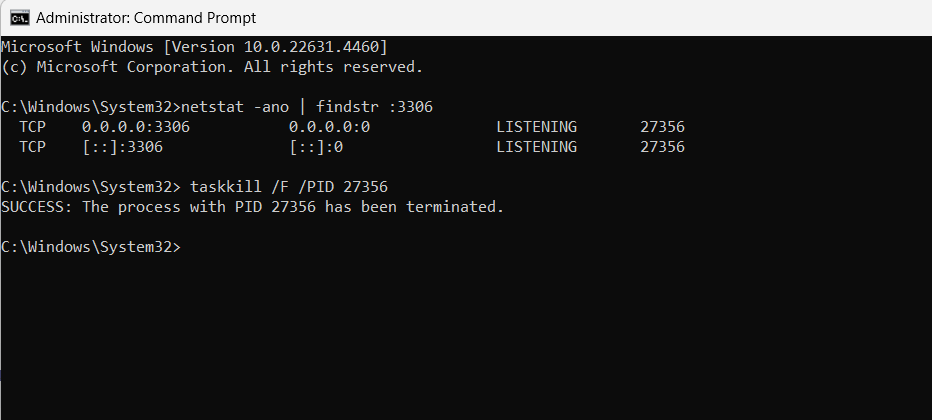 Administrator: Command Prompt
Microsoft Windows [Version 10.0.22631.4460]
(c) Microsoft Corporation. All rights reserved.
C:\Windows\System32>netstat -ano | findstr :3306
  TCP    0.0.0.0:3306           0.0.0.0:0              LISTENING       27356
  TCP    [::]:3306              [::]:0                 LISTENING       27356
C:\Windows\System32> taskkill /F /PID 27356
SUCCESS: The process with PID 27356 has been terminated.
C:\Windows\System32>